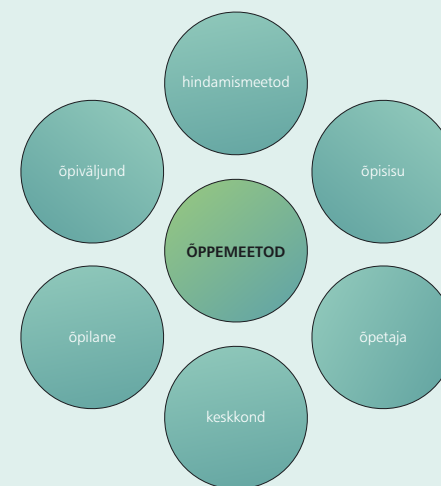 hindamismeetod
õpiväljund
õpisisu
ÕPPEMEETOD
õpilane
õpetaja
keskkond